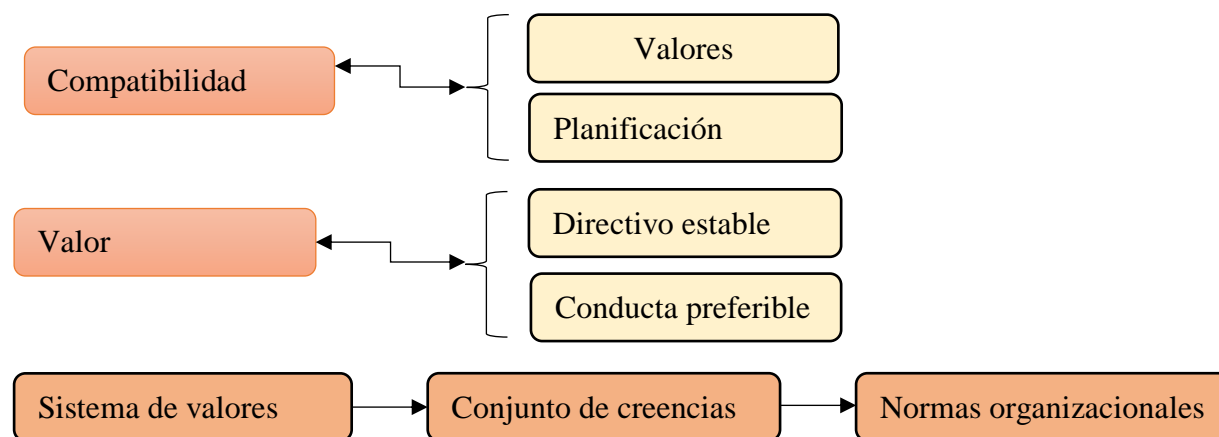 Compatibilidad
Valores
Planificación
Valor
Directivo estable
Conducta preferible
Sistema de valores
Conjunto de creencias
Normas organizacionales